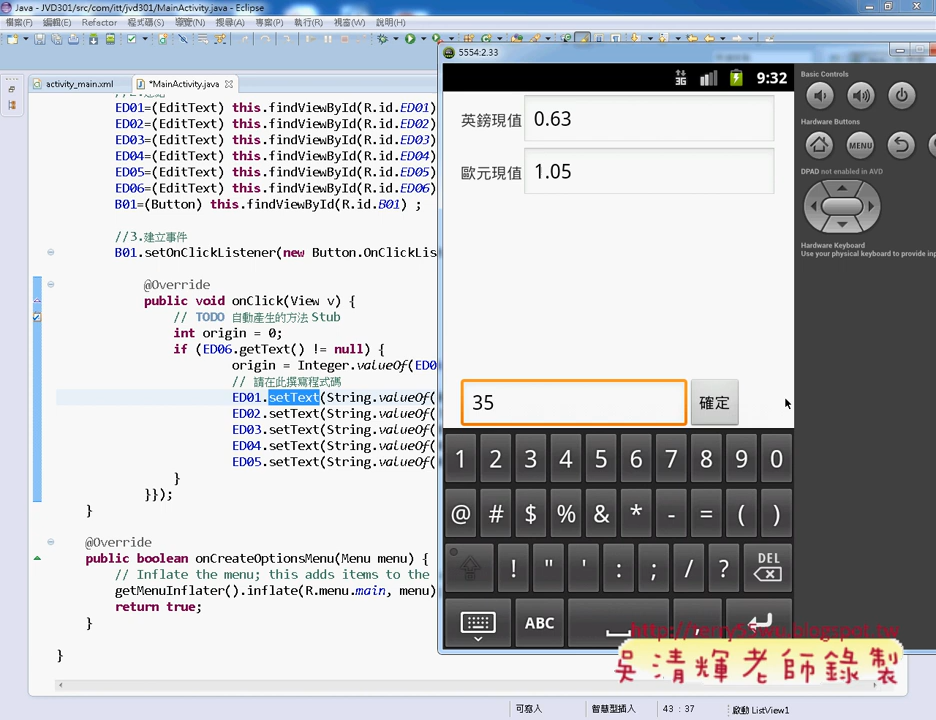 Java - JVD301/src/com/itt/jvd301/MainActivity.java - Eclipse
檔案(F) 編輯(E) Refactor 程式碼(S) 導覽(N) 搜尋(A) 專案(P) 執行(R) 視窗(W) 說明(H)
activity_main.xml *MainActivity.java
ED01=(EditText) this.findViewById(R.id.ED01)
ED02=(EditText) this.findViewById(R.id.ED02)
ED03=(EditText) this.findViewById(R.id.ED03)
ED04=(EditText) this.findViewById(R.id.ED04)
ED05=(EditText) this.findViewById(R.id.ED05)
ED06=(EditText) this.findViewById(R.id.ED06)
B01=(Button) this.findViewById(R.id.B01) ;
//3.建立事件
B01.setOnClickListener(new Button.OnClickLis
@Override
public void onClick(View v) {
// TODO 自動產生的方法 Stub
int origin = 0;
if (ED06.getText() != null) {
origin = Integer.valueOf(ED0
// 請在此撰寫程式碼
ED01.setText(String.valueOf(
ED02.setText(String.valueOf(
ED03.setText(String.valueOf(
ED04.setText(String.valueOf(
ED05.setText(String.valueOf(
}
}});
}
@Override
public boolean onCreateOptionsMenu(Menu menu) {
// Inflate the menu; this adds items to the
getMenuInflater().inflate(R.menu.main, menu)
return true;
}
}
5554:2.33
3G 9:32
英鎊現值 0.63
歐元現值 1.05
35 確定
1 2 3 4 5 6 7 8 9 0
@ # $ % & * - = ( )
! " ' : ; / ? DEL
ABC ,
Basic Controls
Hardware Buttons
MENU
DPAD not enabled in AVD
Hardware Keyboard
Use your physical keyboard to provide inp
http://terry55wu.blogspot.tw
吳清輝老師錄製
可寫入 智慧型插入 43 : 37 啟動 ListView1